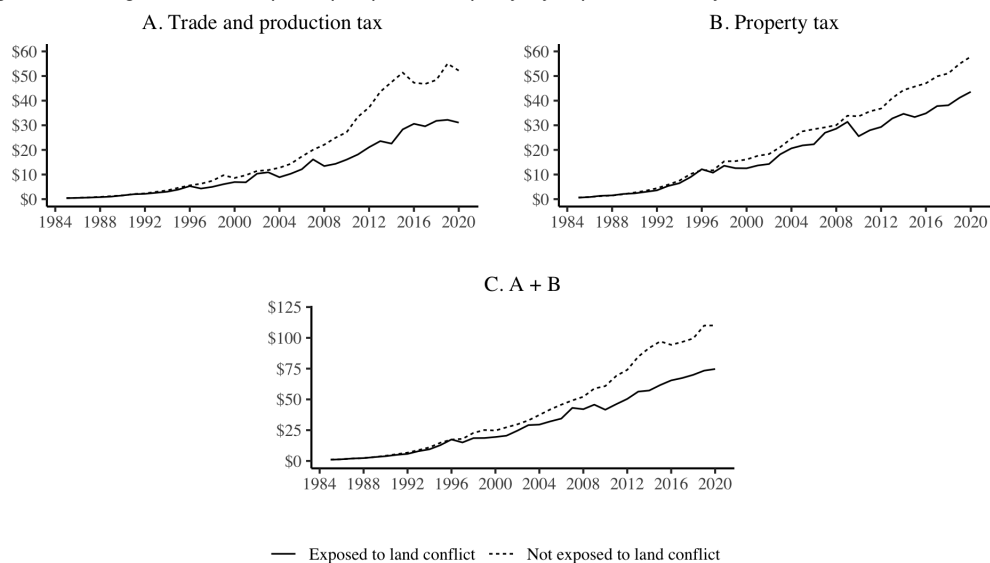 A. Trade and production tax
$60
$50
$40
$30
$20
$10
$0
1984 1988 1992 1996 2000 2004 2008 2012 2016 2020
B. Property tax
$60
$50
$40
$30
$20
$10
$0
1984 1988 1992 1996 2000 2004 2008 2012 2016 2020
C. A + B
$125
$100
$75
$50
$25
$0
1984 1988 1992 1996 2000 2004 2008 2012 2016 2020
Exposed to land conflict Not exposed to land conflict